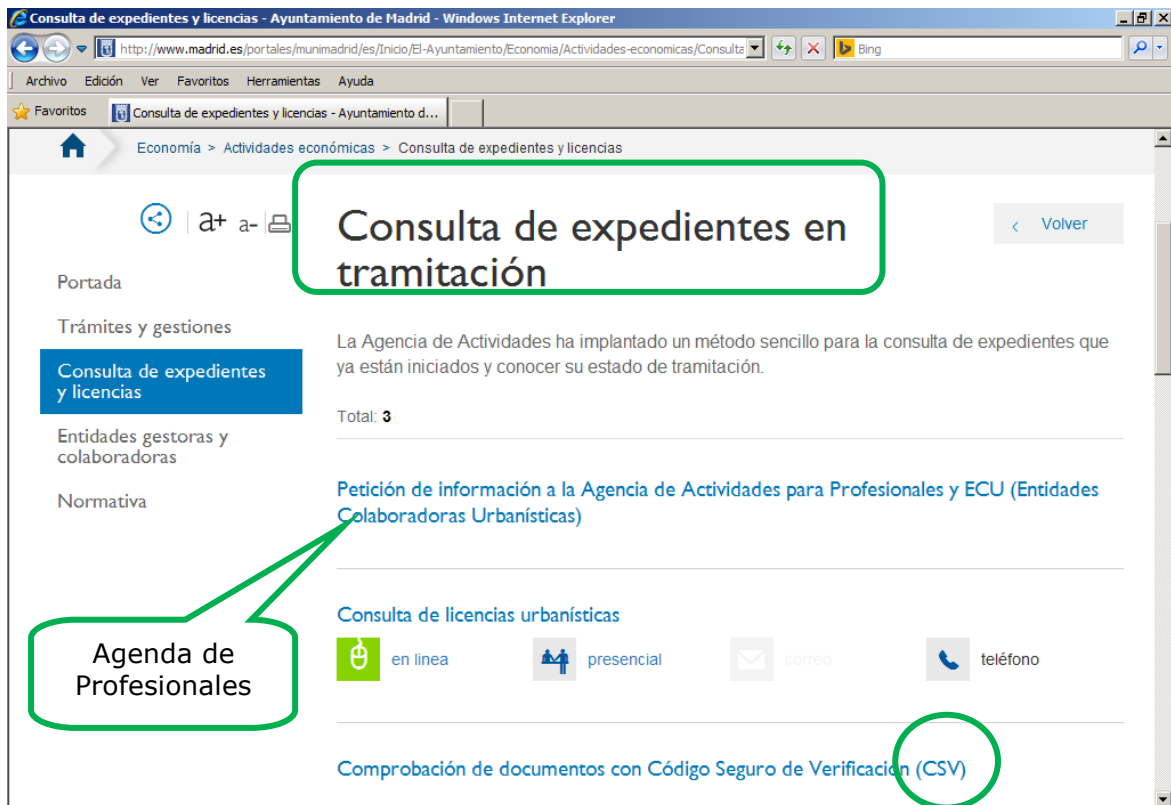 Consulta de expedientes y licencias - Ayuntamiento de Madrid - Windows Internet Explorer
http://www.madrid.es/portales/munimadrid/es/Inicio/El-Ayuntamiento/Economia/Actividades-economicas/Consulta
Bing
Archivo Edición Ver Favoritos Herramientas Ayuda
Favoritos
Consulta de expedientes y licencias - Ayuntamiento d...
Economía > Actividades económicas > Consulta de expedientes y licencias
a+ a-
Consulta de expedientes en
tramitación
< Volver
Portada
Trámites y gestiones
Consulta de expedientes
y licencias
Entidades gestoras y
colaboradoras
Normativa
La Agencia de Actividades ha implantado un método sencillo para la consulta de expedientes que
ya están iniciados y conocer su estado de tramitación.
Total: 3
Petición de información a la Agencia de Actividades para Profesionales y ECU (Entidades
Colaboradoras Urbanísticas)
Agenda de
Profesionales
Consulta de licencias urbanísticas
en linea presencial correo teléfono
Comprobación de documentos con Código Seguro de Verificación (CSV)